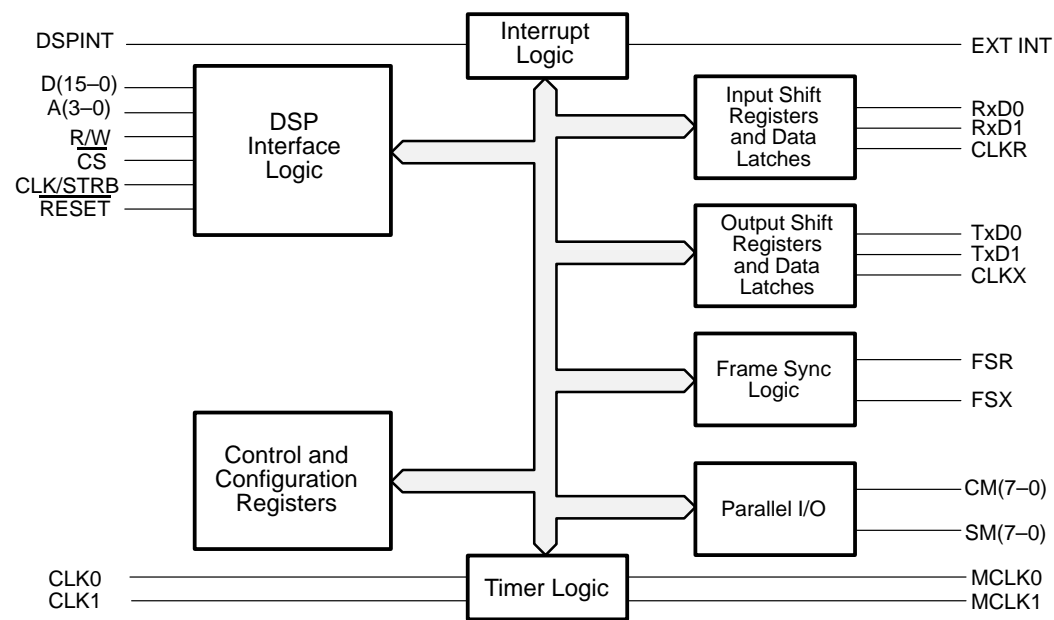 DSPINT
Interrupt
Logic
EXT INT
D(15–0)
A(3–0)
R/W
CS
CLK/STRB
RESET
DSP
Interface
Logic
Input Shift
Registers
and Data
Latches
RxD0
RxD1
CLKR
Output Shift
Registers
and Data
Latches
TxD0
TxD1
CLKX
Frame Sync
Logic
FSR
FSX
Control and
Configuration
Registers
Parallel I/O
CM(7–0)
SM(7–0)
CLK0
CLK1
Timer Logic
MCLK0
MCLK1